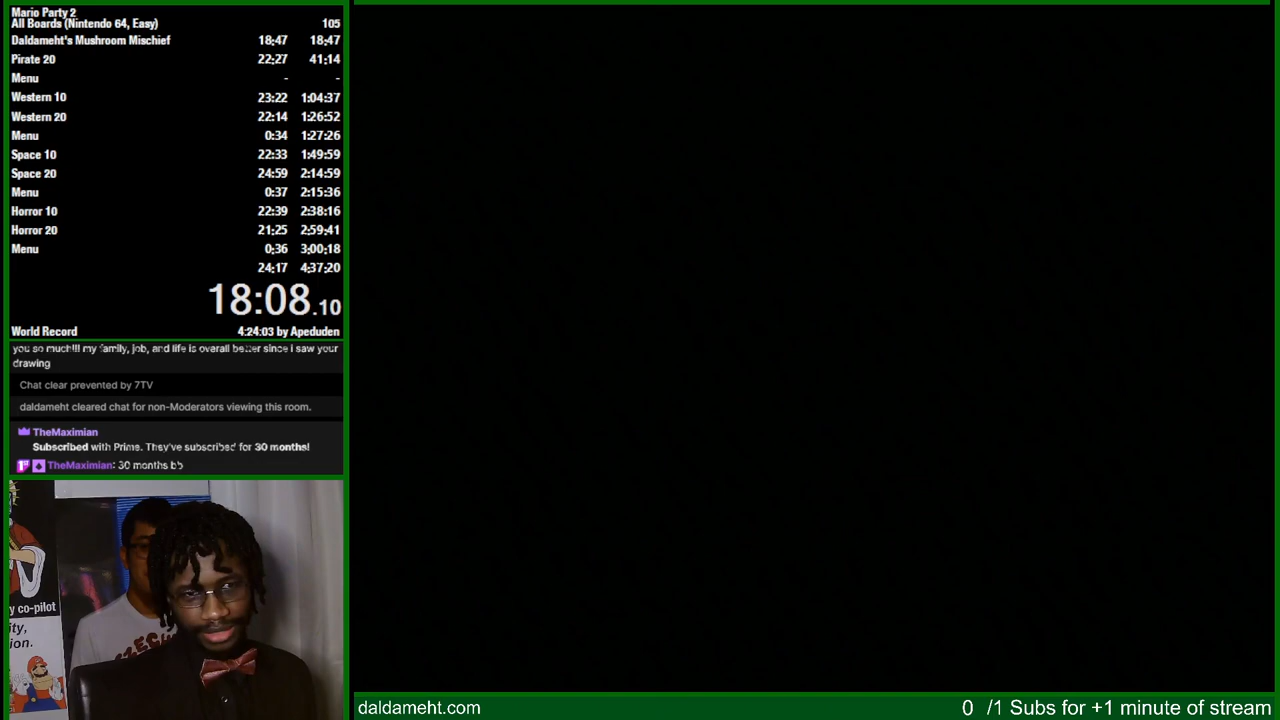 Mario Party 2
All Boards (Nintendo 64, Easy) 105
Daldameht's Mushroom Mischief 18:47 18:47
Pirate 20 22:27 41:14
Menu - -
Western 10 23:22 1:04:37
Western 20 22:14 1:26:52
Menu 0:34 1:27:26
Space 10 22:33 1:49:59
Space 20 24:59 2:14:59
Menu 0:37 2:15:36
Horror 10 22:39 2:38:16
Horror 20 21:25 2:59:41
Menu 0:36 3:00:18
24:17 4:37:20
18:08.10
World Record 4:24:03 by Apeduden
you so much!!! my family, job, and life is overall better since i saw your
drawing
Chat clear prevented by 7TV
daldameht cleared chat for non-Moderators viewing this room.
TheMaximian
Subscribed with Prime. They've subscribed for 30 months!
TheMaximian: 30 months bb
y co-pilot
ity,
ion.
daldameht.com
0 /1 Subs for +1 minute of stream